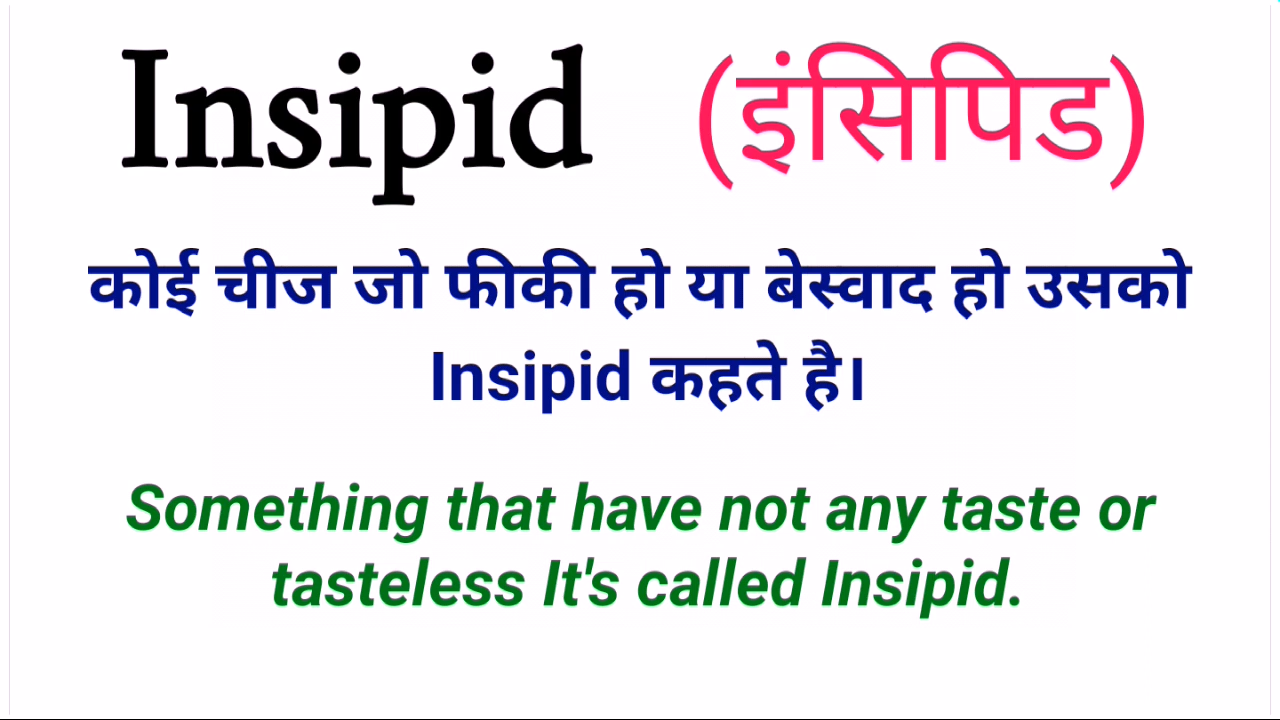 Insipid (इंसिपिड)
कोई चीज जो फीकी हो या बेस्वाद हो उसको
Insipid कहते है।
Something that have not any taste or
tasteless It's called Insipid.